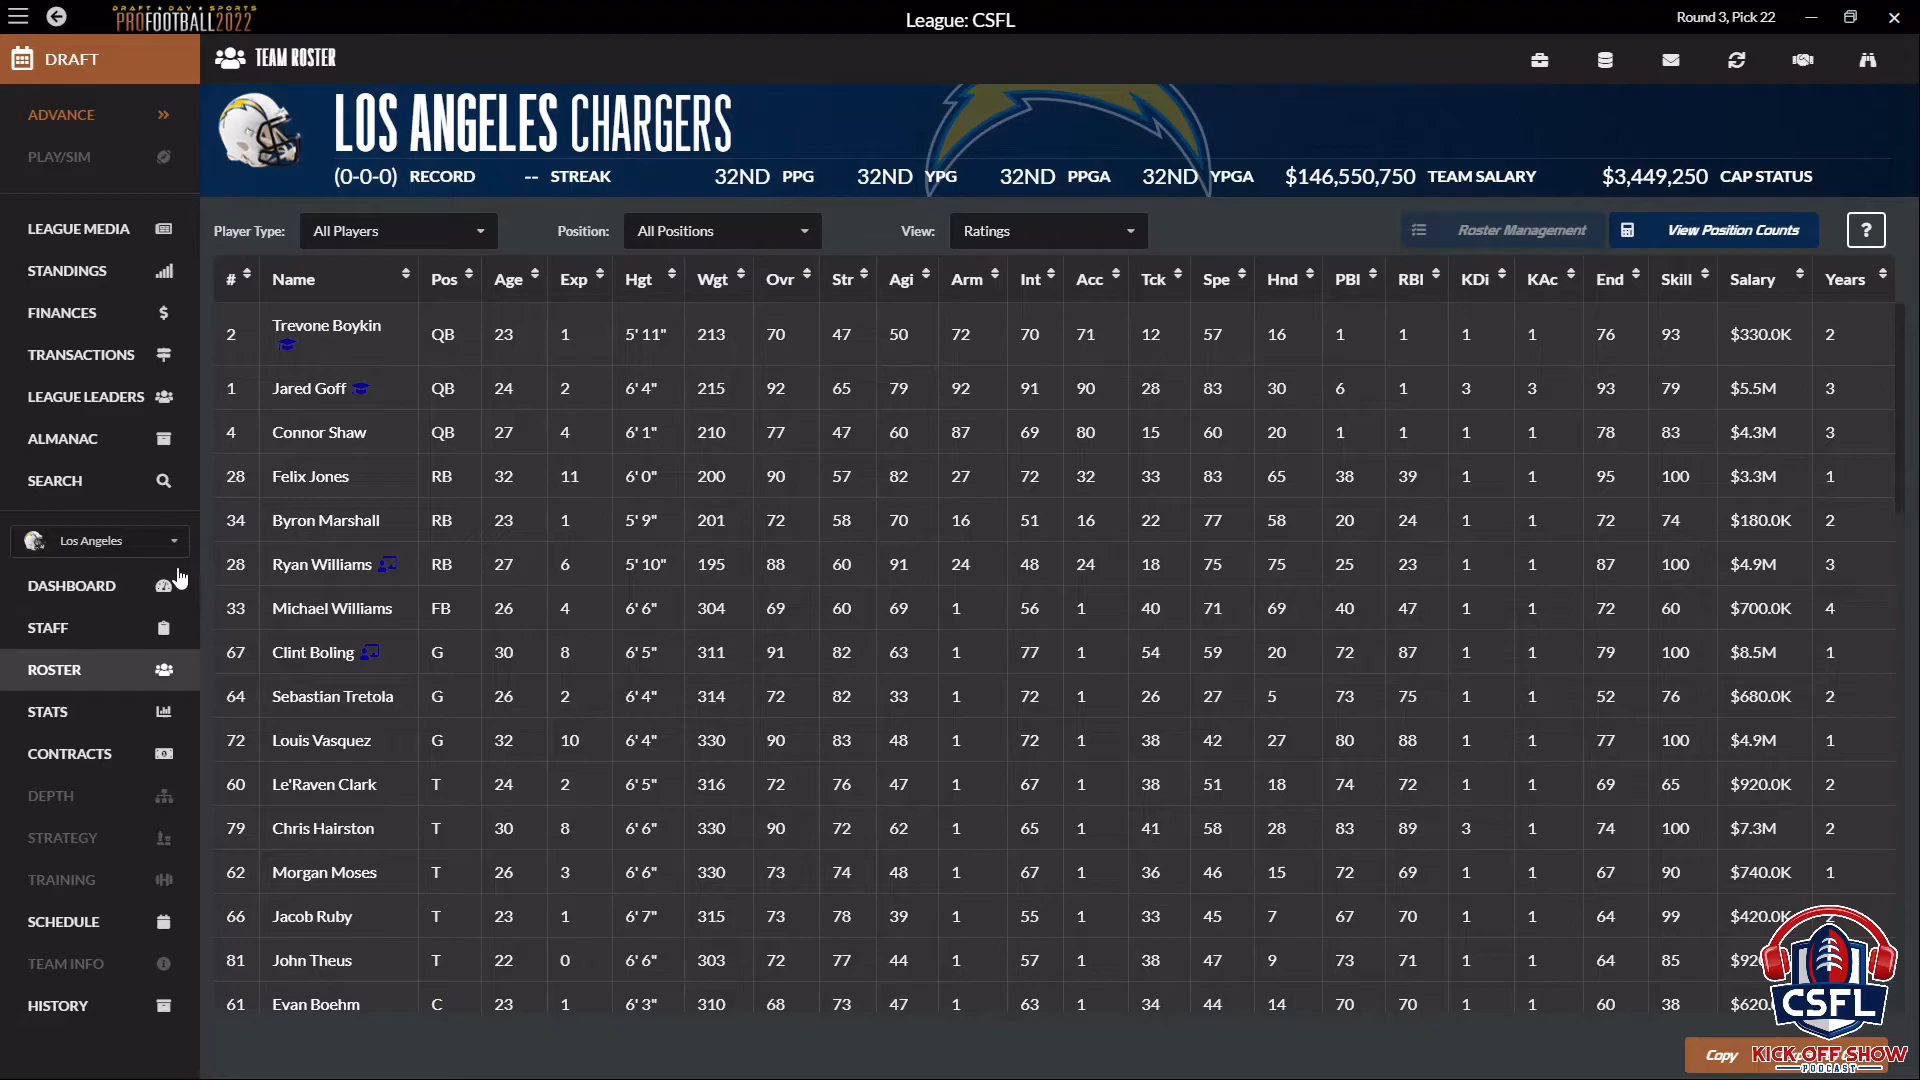 DRAFT DAY SPORTS
PROFOOTBALL2022
League: CSFL
Round 3, Pick 22
DRAFT
TEAM ROSTER
ADVANCE
PLAY/SIM
LEAGUE MEDIA
STANDINGS
FINANCES
TRANSACTIONS
LEAGUE LEADERS
ALMANAC
SEARCH
Los Angeles
DASHBOARD
STAFF
ROSTER
STATS
CONTRACTS
DEPTH
STRATEGY
TRAINING
SCHEDULE
TEAM INFO
HISTORY
LOS ANGELES CHARGERS
(0-0-0) RECORD -- STREAK 32ND PPG 32ND YPG 32ND PPGA 32ND YPGA $146,550,750 TEAM SALARY $3,449,250 CAP STATUS
Player Type: All Players Position: All Positions View: Ratings Roster Management View Position Counts ?
# Name Pos Age Exp Hgt Wgt Ovr Str Agi Arm Int Acc Tck Spe Hnd PBl RBl KDi KAc End Skill Salary Years
2 Trevone Boykin QB 23 1 5' 11" 213 70 47 50 72 70 71 12 57 16 1 1 1 1 76 93 $330.0K 2
1 Jared Goff QB 24 2 6' 4" 215 92 65 79 92 91 90 28 83 30 6 1 3 3 93 79 $5.5M 3
4 Connor Shaw QB 27 4 6' 1" 210 77 47 60 87 69 80 15 60 20 1 1 1 1 78 83 $4.3M 3
28 Felix Jones RB 32 11 6' 0" 200 90 57 82 27 72 32 33 83 65 38 39 1 1 95 100 $3.3M 1
34 Byron Marshall RB 23 1 5' 9" 201 72 58 70 16 51 16 22 77 58 20 24 1 1 72 74 $180.0K 2
28 Ryan Williams RB 27 6 5' 10" 195 88 60 91 24 48 24 18 75 75 25 23 1 1 87 100 $4.9M 3
33 Michael Williams FB 26 4 6' 6" 304 69 60 69 1 56 1 40 71 69 40 47 1 1 72 60 $700.0K 4
67 Clint Boling G 30 8 6' 5" 311 91 82 63 1 77 1 54 59 20 72 87 1 1 79 100 $8.5M 1
64 Sebastian Tretola G 26 2 6' 4" 314 72 82 33 1 72 1 26 27 5 73 75 1 1 52 76 $680.0K 2
72 Louis Vasquez G 32 10 6' 4" 330 90 83 48 1 72 1 38 42 27 80 88 1 1 77 100 $4.9M 1
60 Le'Raven Clark T 24 2 6' 5" 316 72 76 47 1 67 1 38 51 18 74 72 1 1 69 65 $920.0K 2
79 Chris Hairston T 30 8 6' 6" 330 90 72 62 1 65 1 41 58 28 83 89 3 1 74 100 $7.3M 2
62 Morgan Moses T 26 3 6' 6" 330 73 74 48 1 67 1 36 46 15 72 69 1 1 67 90 $740.0K 1
66 Jacob Ruby T 23 1 6' 7" 315 73 78 39 1 55 1 33 45 7 67 70 1 1 64 99 $420.0K
81 John Theus T 22 0 6' 6" 303 72 77 44 1 57 1 38 47 9 73 71 1 1 64 85
61 Evan Boehm C 23 1 6' 3" 310 68 73 47 1 63 1 34 44 14 70 70 1 1 60 38
Copy
CSFL
KICK OFF SHOW
PODCAST